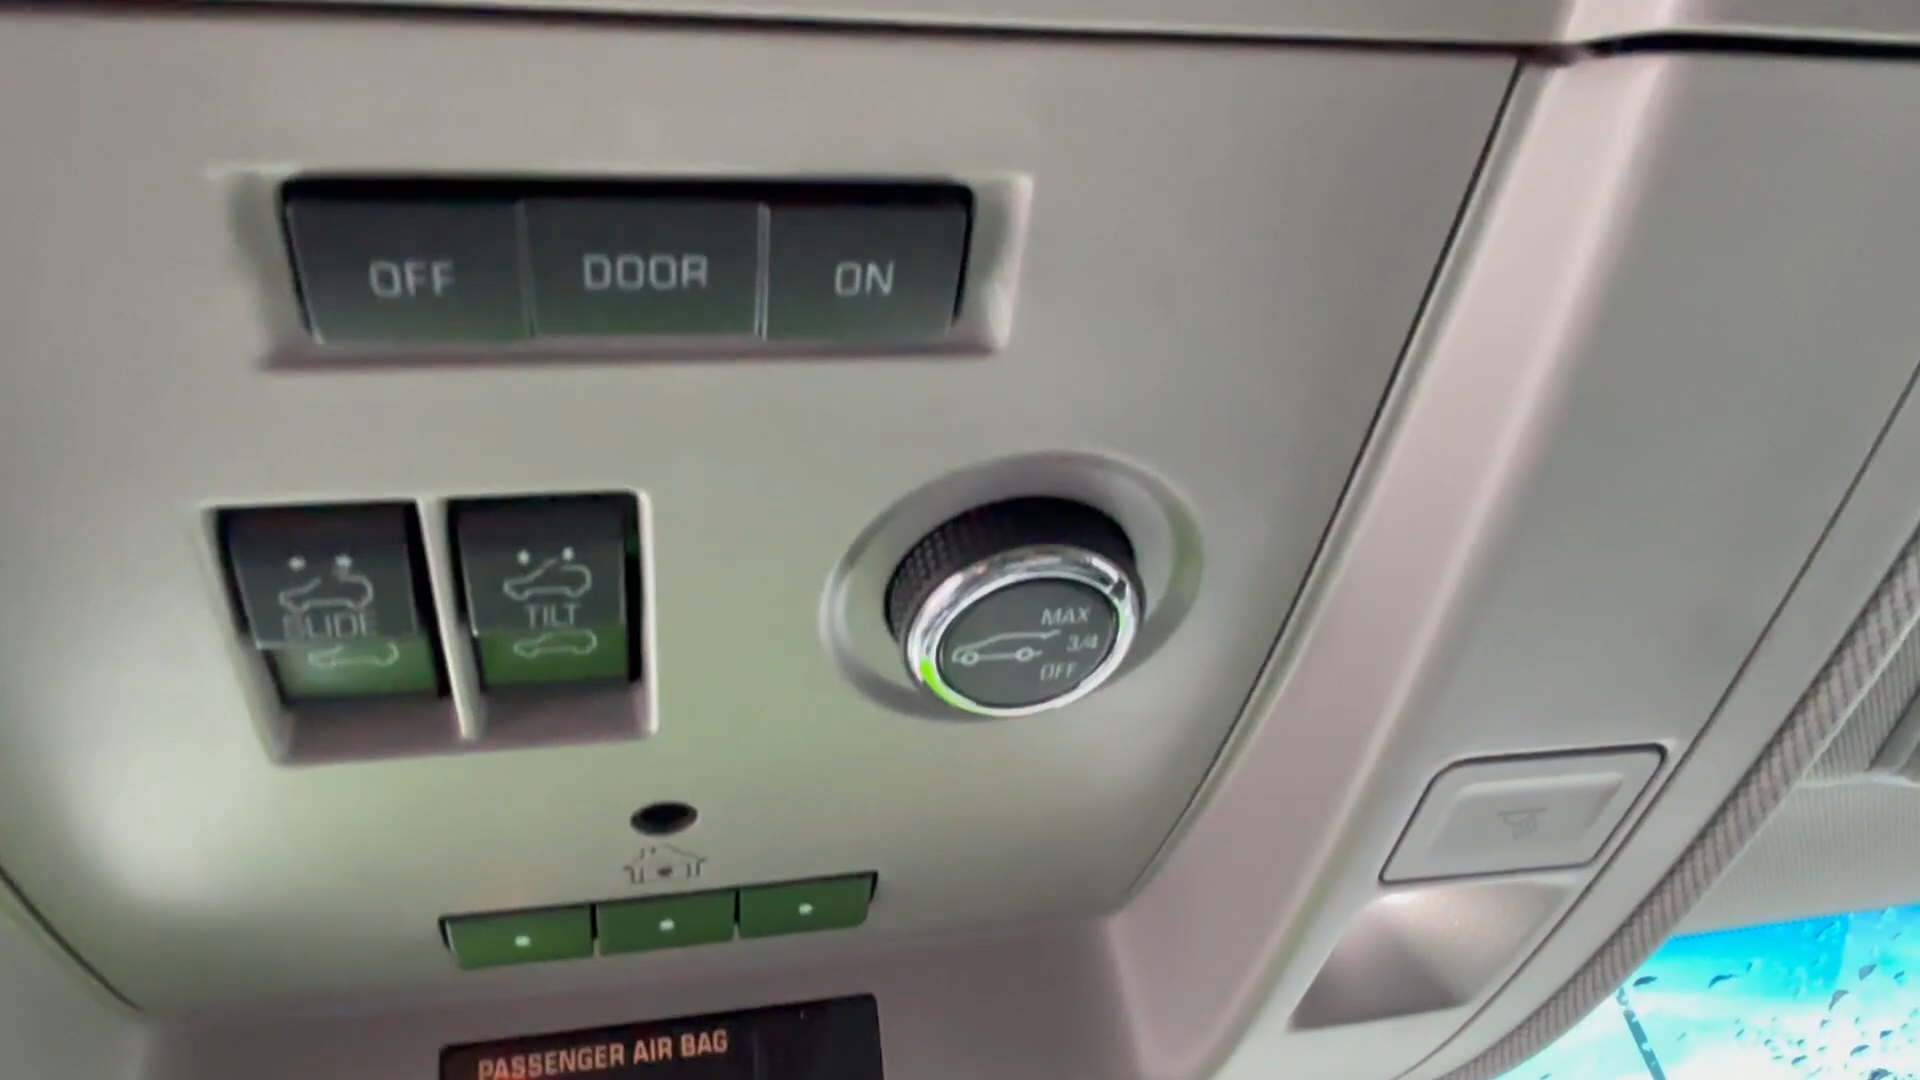 OFF DOOR ON
SLIDE TILT
MAX
3/4
OFF
PASSENGER AIR BAG